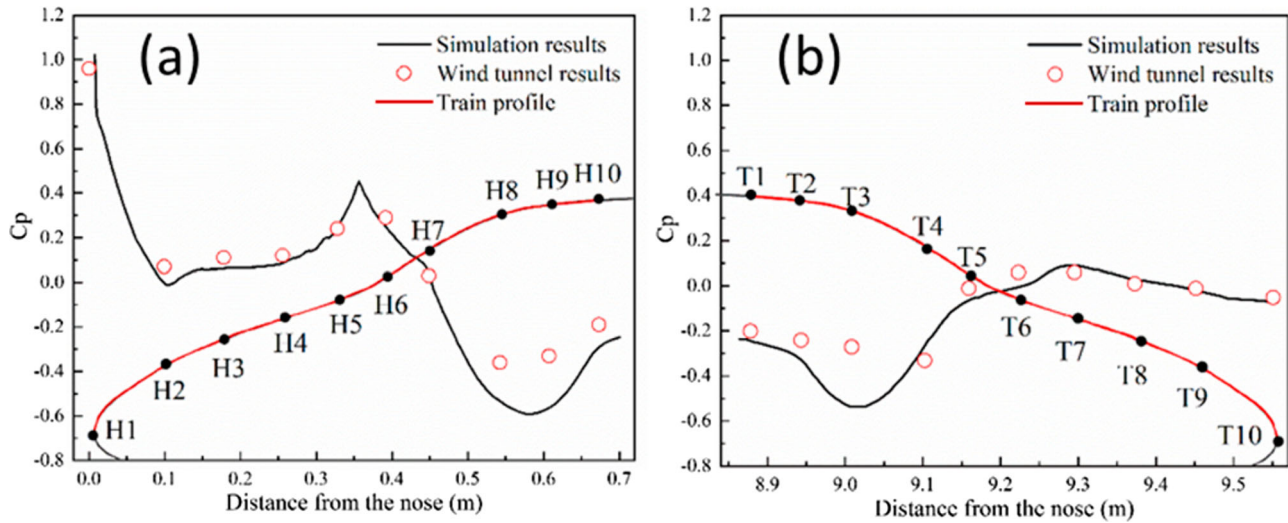 (a)
Simulation results
Wind tunnel results
Train profile
1.2
1.0
0.8
0.6
0.4
0.2
0.0
-0.2
-0.4
-0.6
-0.8
Cp
H1
H2
H3
H4
H5
H6
H7
H8
H9
H10
0.0 0.1 0.2 0.3 0.4 0.5 0.6 0.7
Distance from the nose (m)
(b)
Simulation results
Wind tunnel results
Train profile
1.2
1.0
0.8
0.6
0.4
0.2
0.0
-0.2
-0.4
-0.6
-0.8
Cp
T1
T2
T3
T4
T5
T6
T7
T8
T9
T10
8.9 9.0 9.1 9.2 9.3 9.4 9.5
Distance from the nose (m)